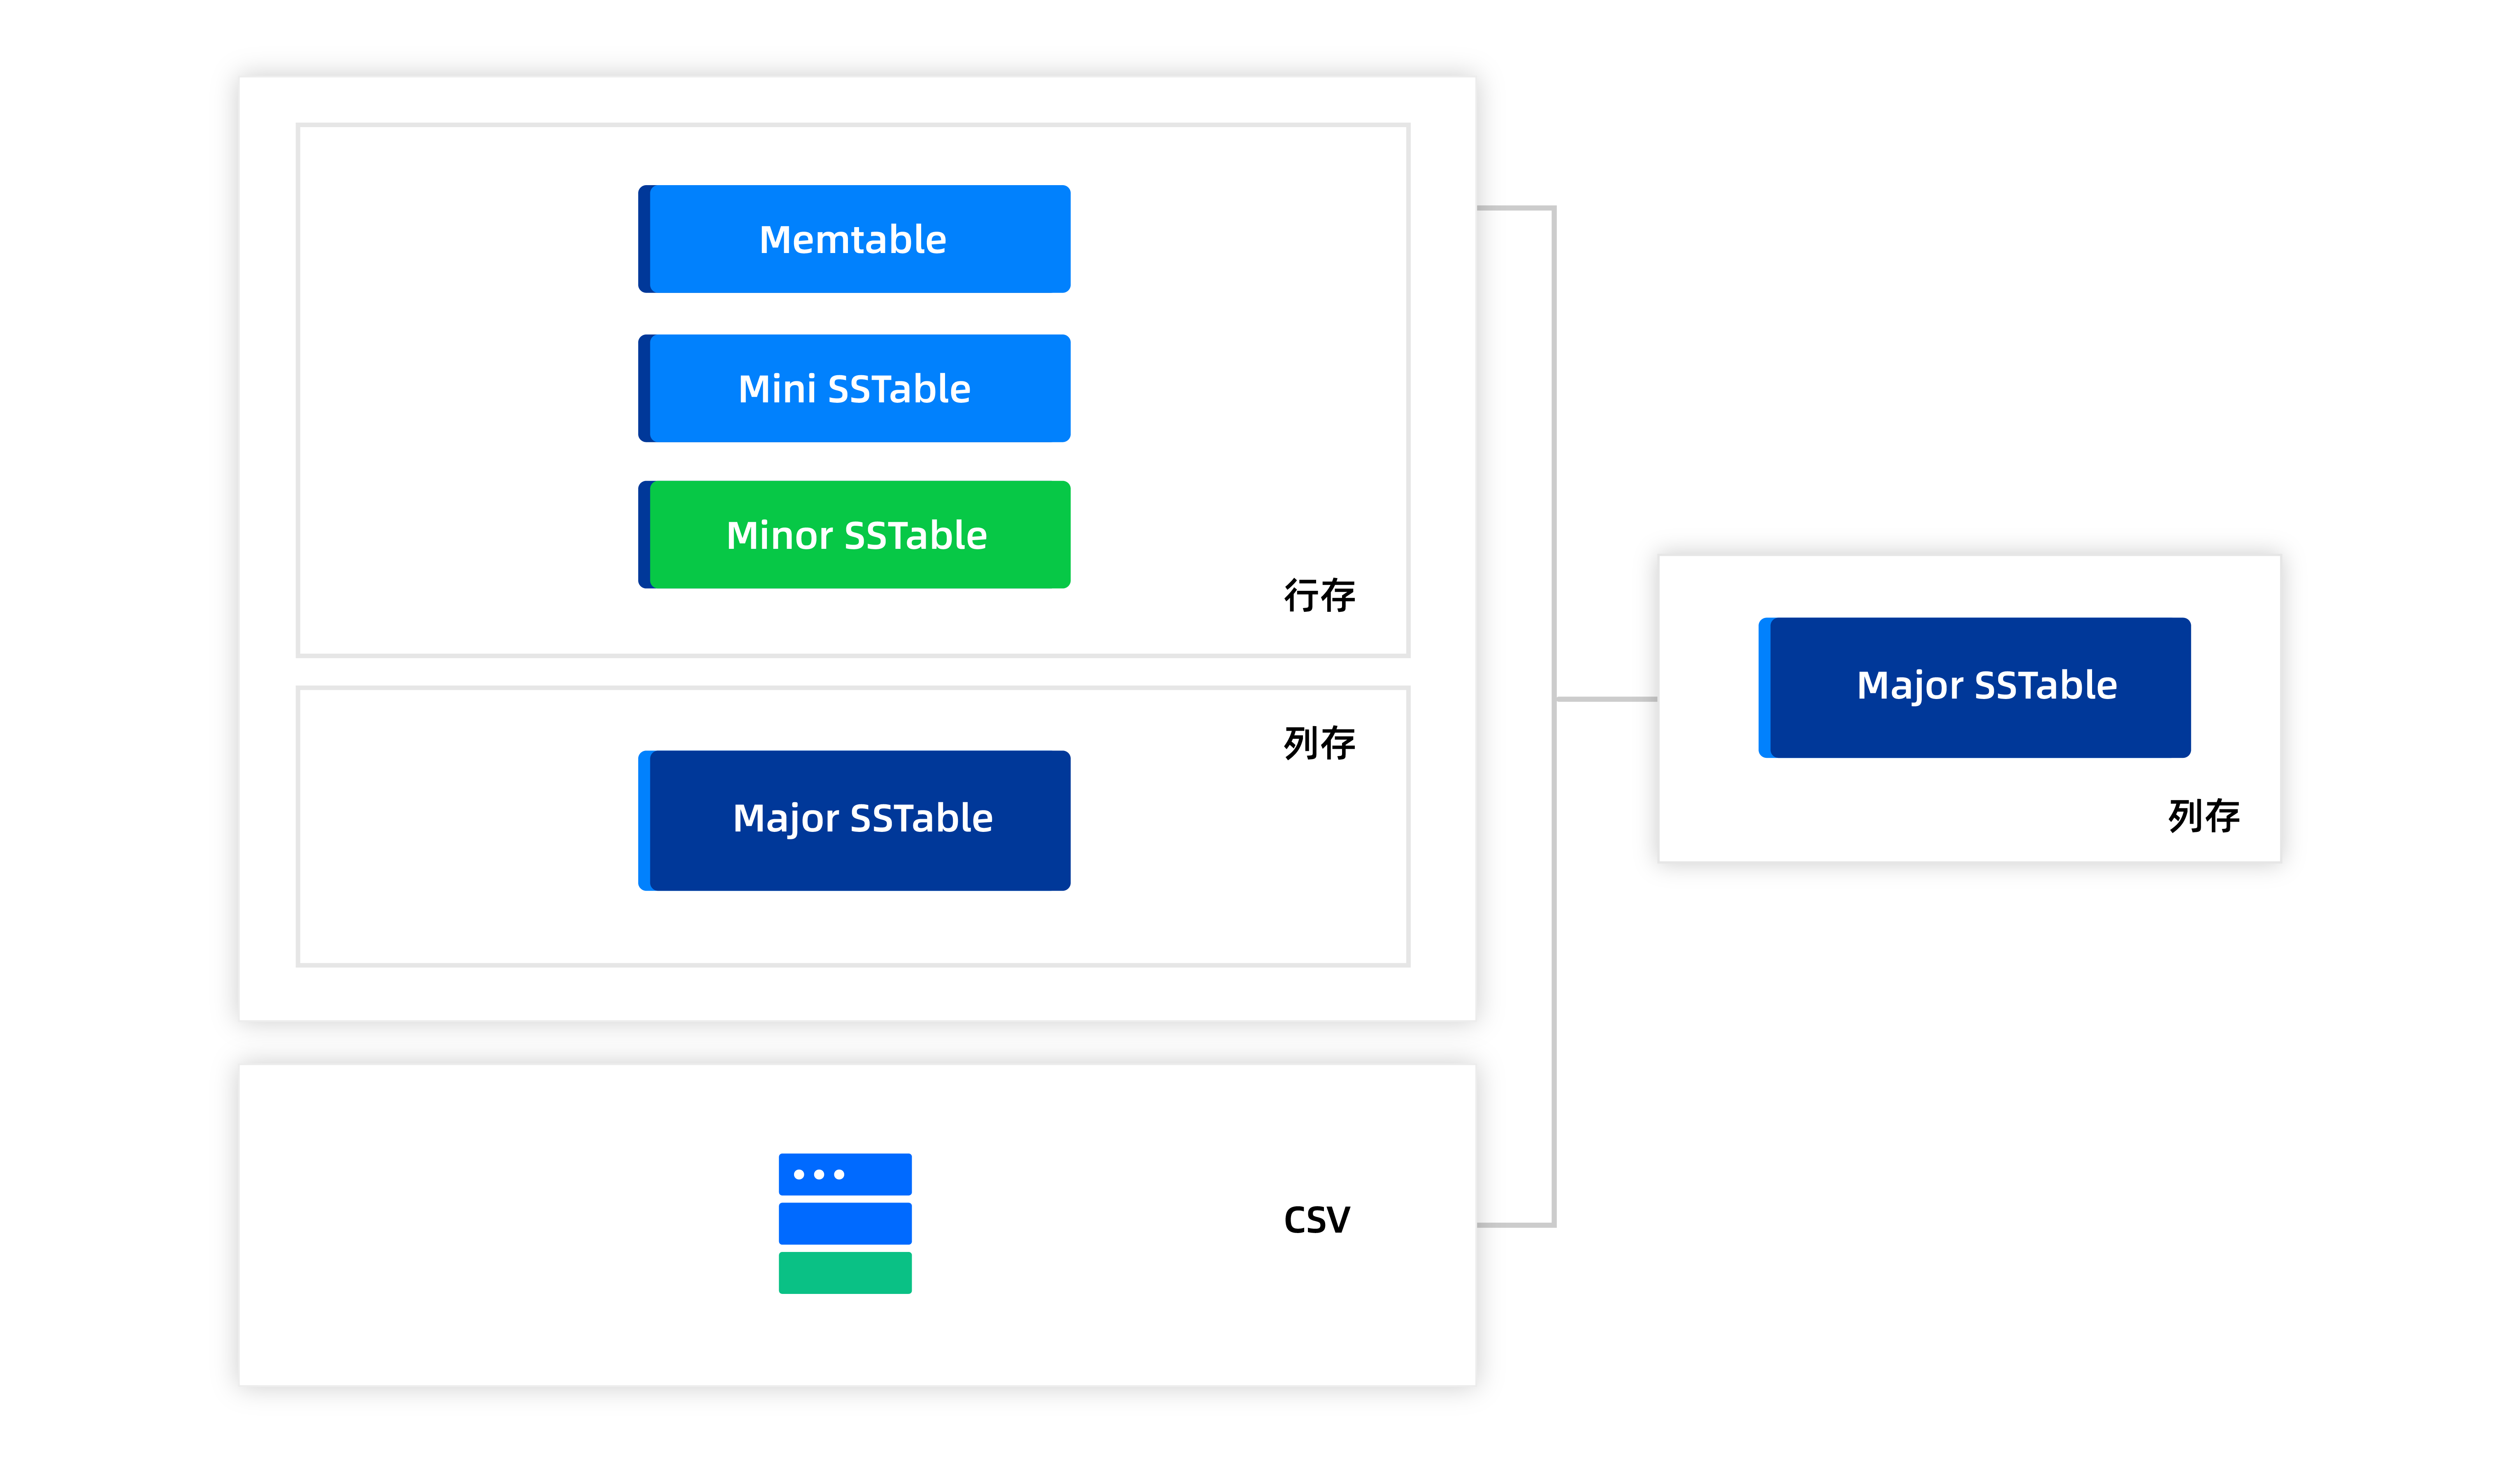 Memtable
Mini SSTable
Minor SSTable
行存
列存
Major SSTable
CSV
Major SSTable
列存